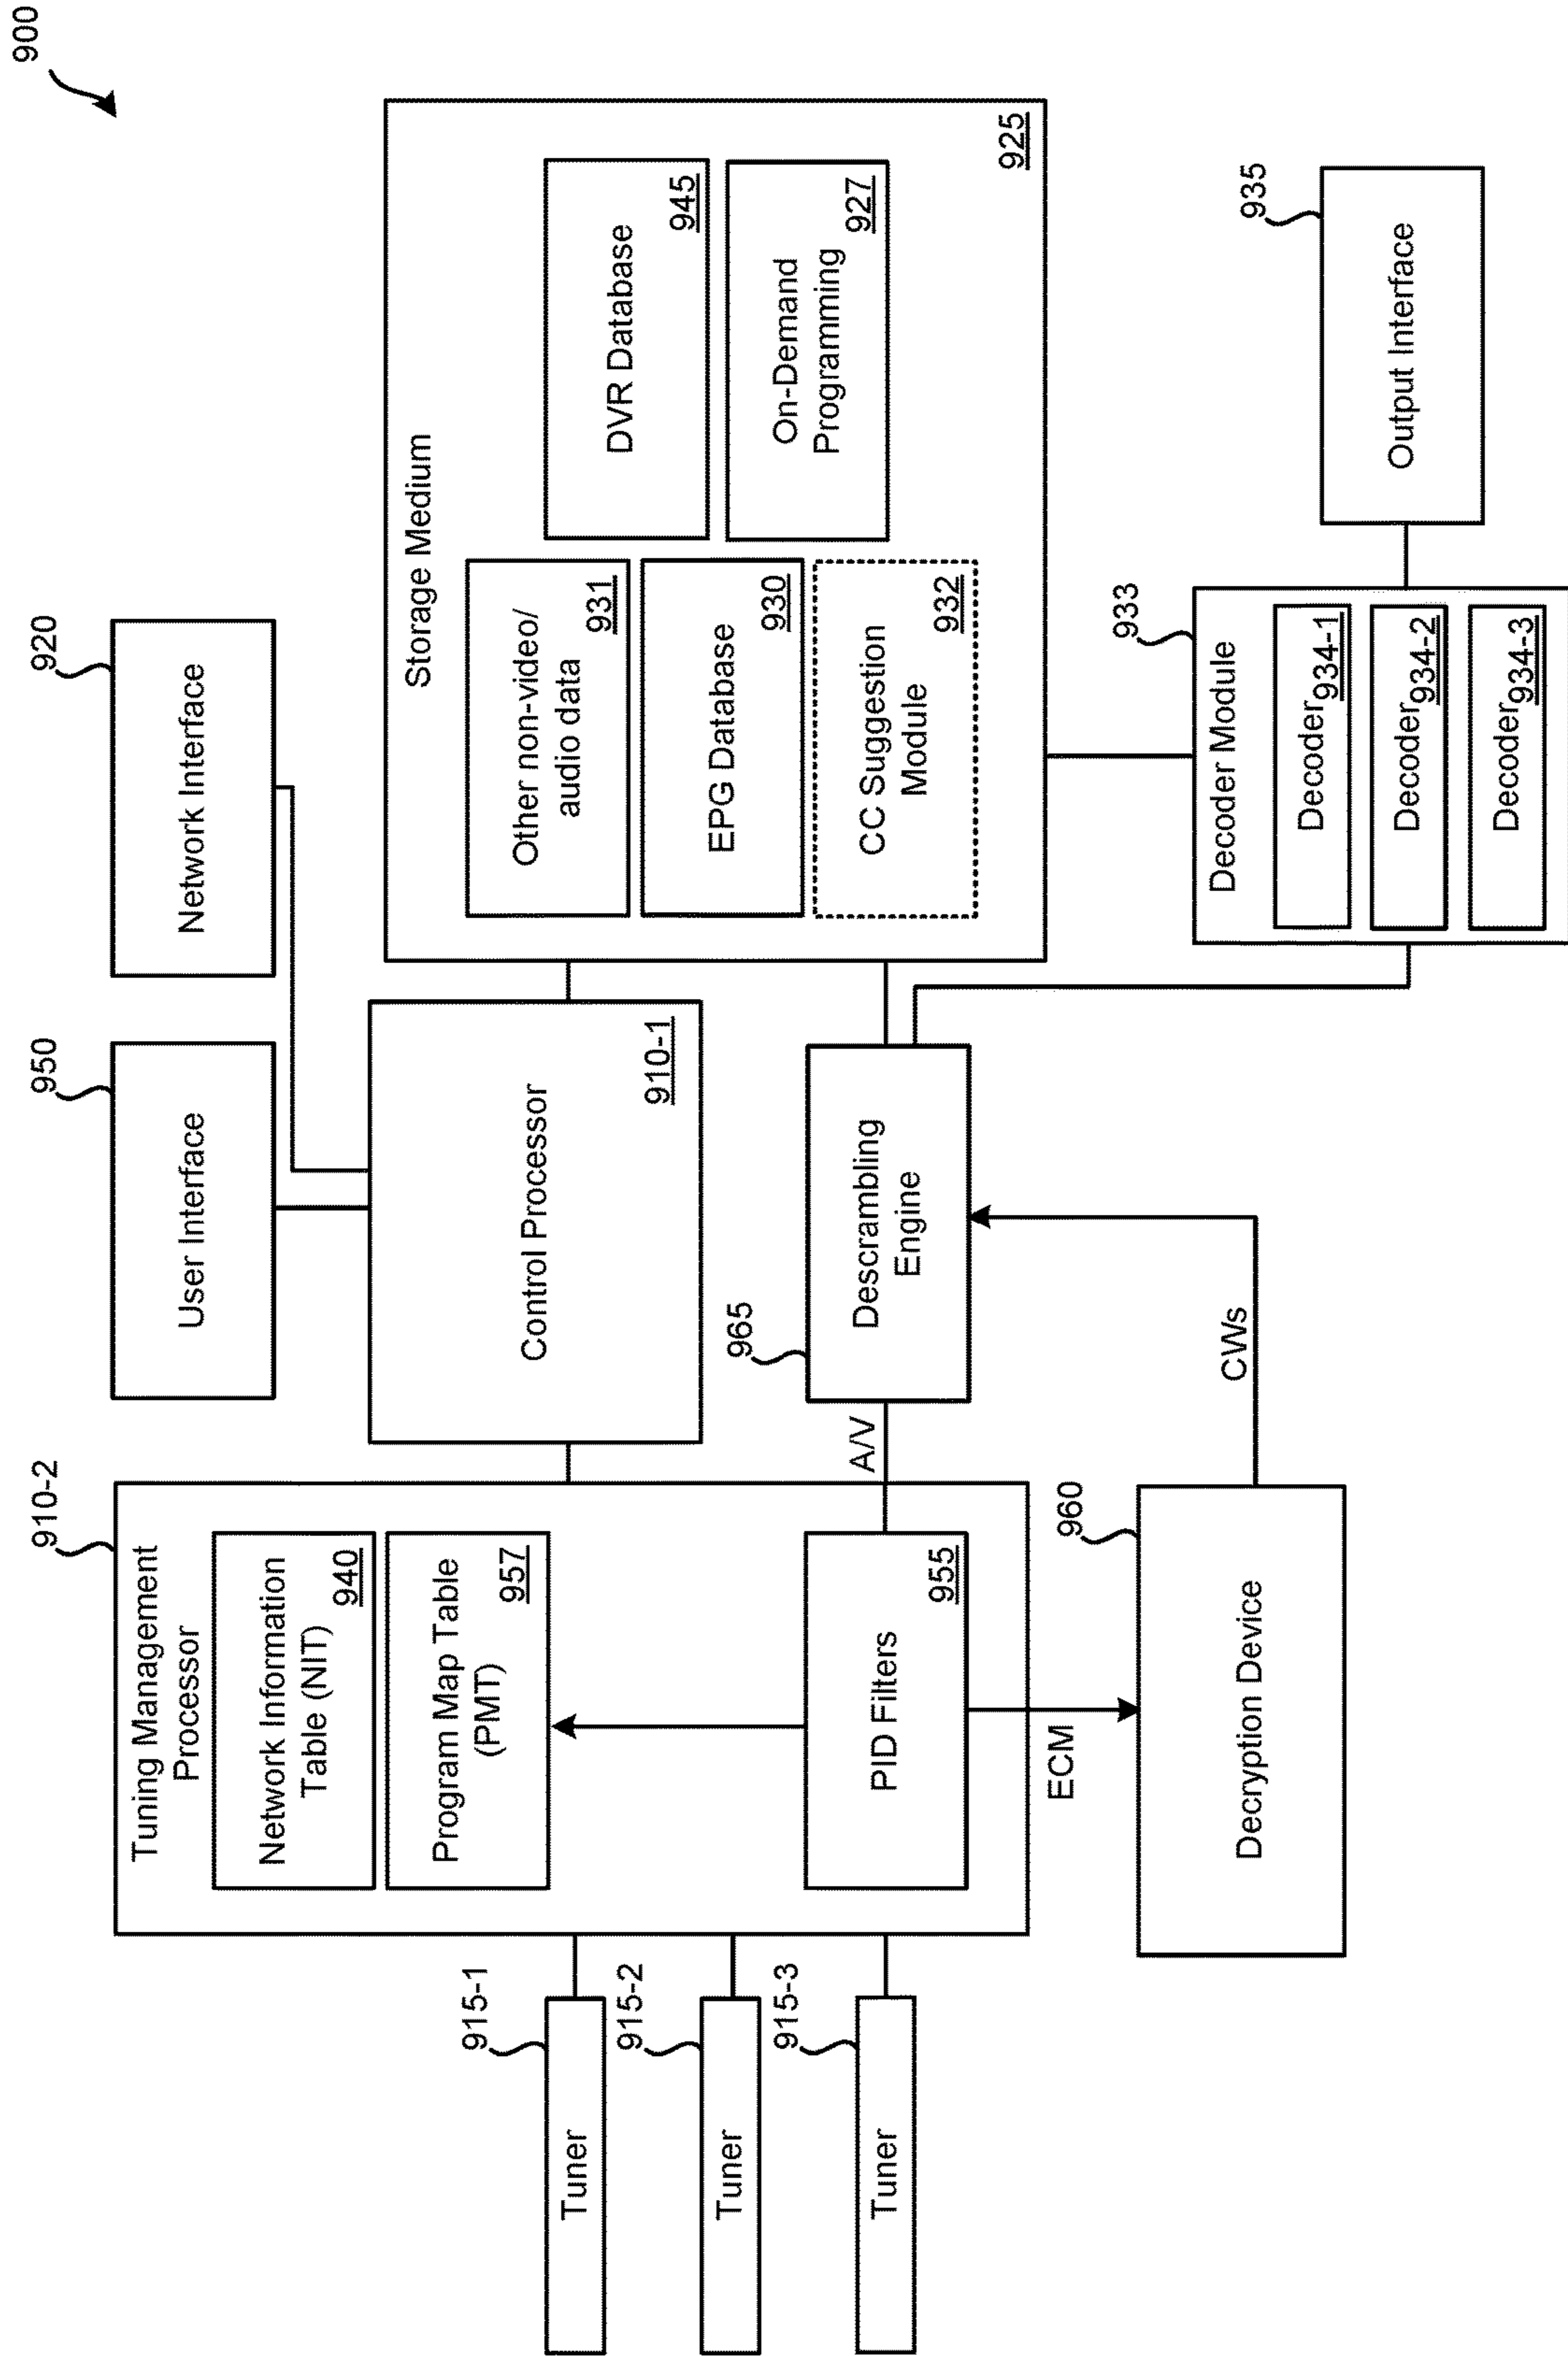 900
910-2
Tuning Management
Processor
Network Information
Table (NIT)
940
Program Map Table
(PMT)
957
PID Filters
955
915-1
Tuner
915-2
Tuner
915-3
Tuner
ECM
960
Decryption Device
CWs
A/V
950
User Interface
920
Network Interface
Control Processor
910-1
965
Descrambling
Engine
Storage Medium
Other non-video/
audio data
931
EPG Database
930
CC Suggestion
Module
932
DVR Database
945
On-Demand
Programming
927
925
933
Decoder Module
Decoder
934-1
Decoder
934-2
Decoder
934-3
935
Output Interface